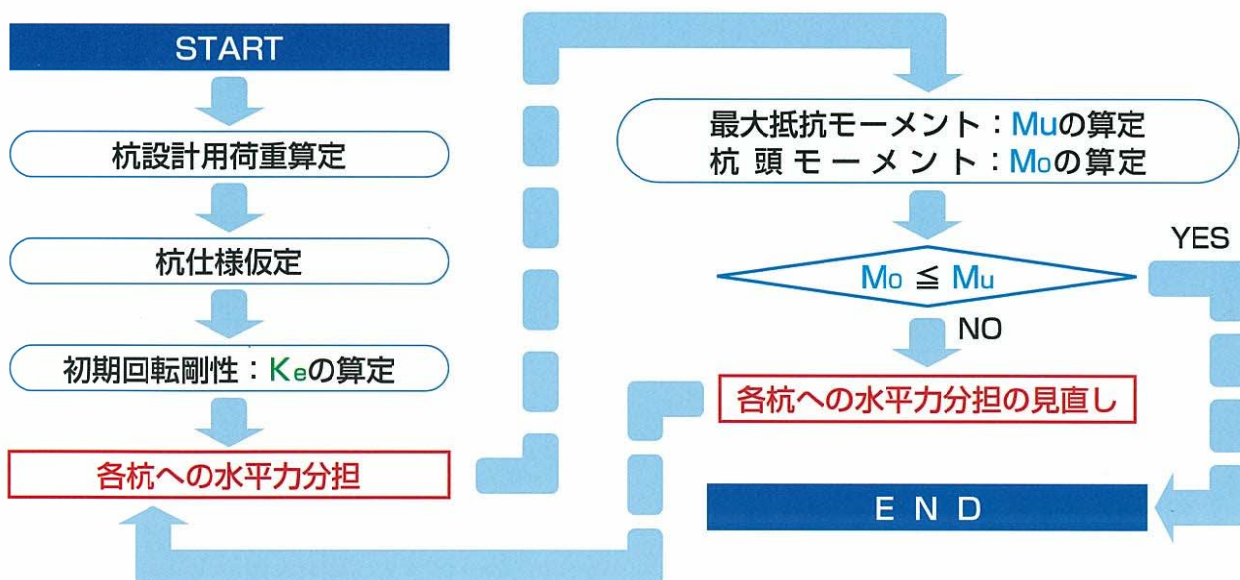 START
杭設計用荷重算定
杭仕様仮定
初期回転剛性：Keの算定
各杭への水平力分担
最大抵抗モーメント：Muの算定
杭頭モーメント：Moの算定
Mo ≦ Mu
YES
NO
各杭への水平力分担の見直し
END